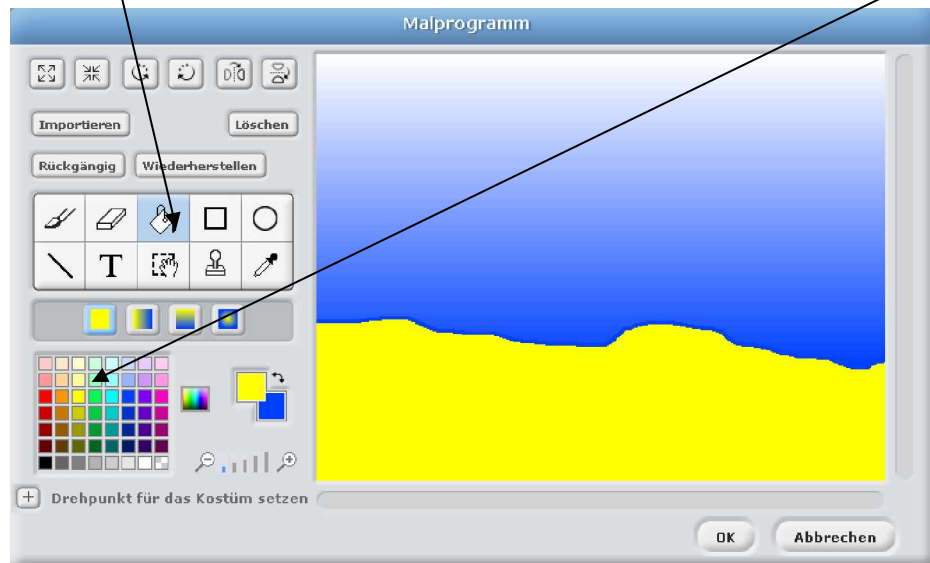 Malprogramm
Importieren
Löschen
Rückgängig
Wiederherstellen
T
Drehpunkt für das Kostüm setzen
OK
Abbrechen